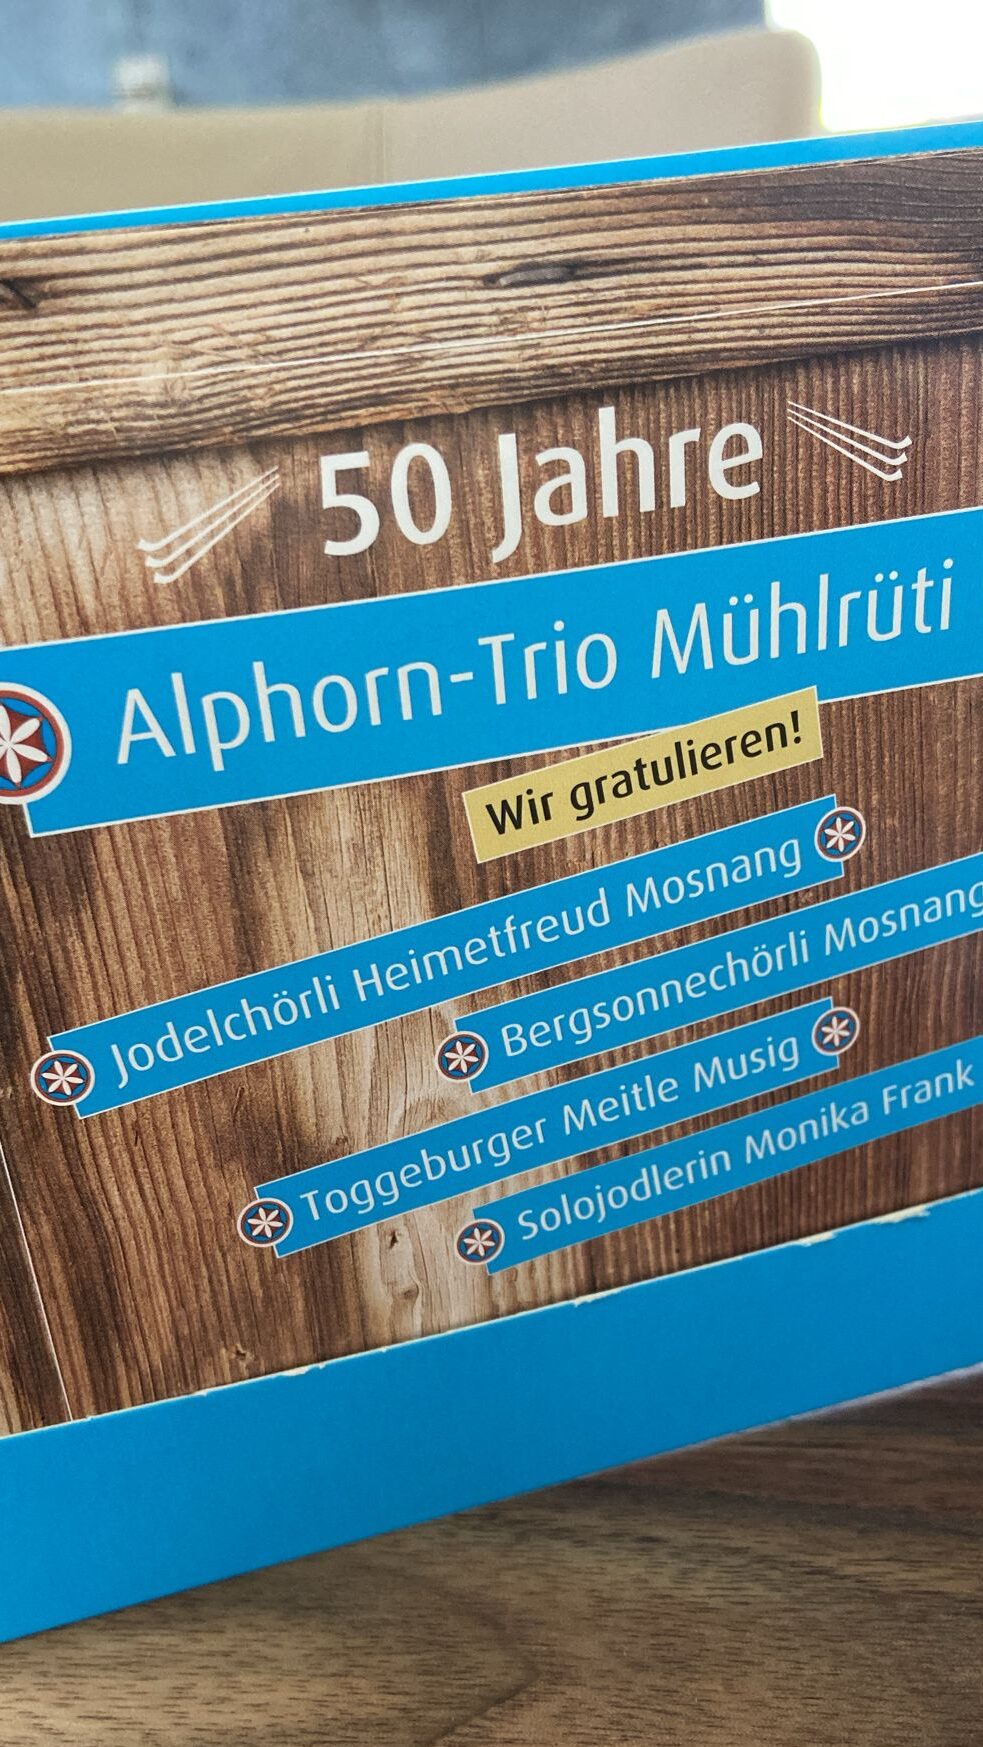 50 Jahre
Alphorn-Trio Mühlrüti
Wir gratulieren!
Jodelchörli Heimetfreud Mosnang
Bergsonnechörli Mosnang
Toggeburger Meitle Musig
Solojodlerin Monika Frank